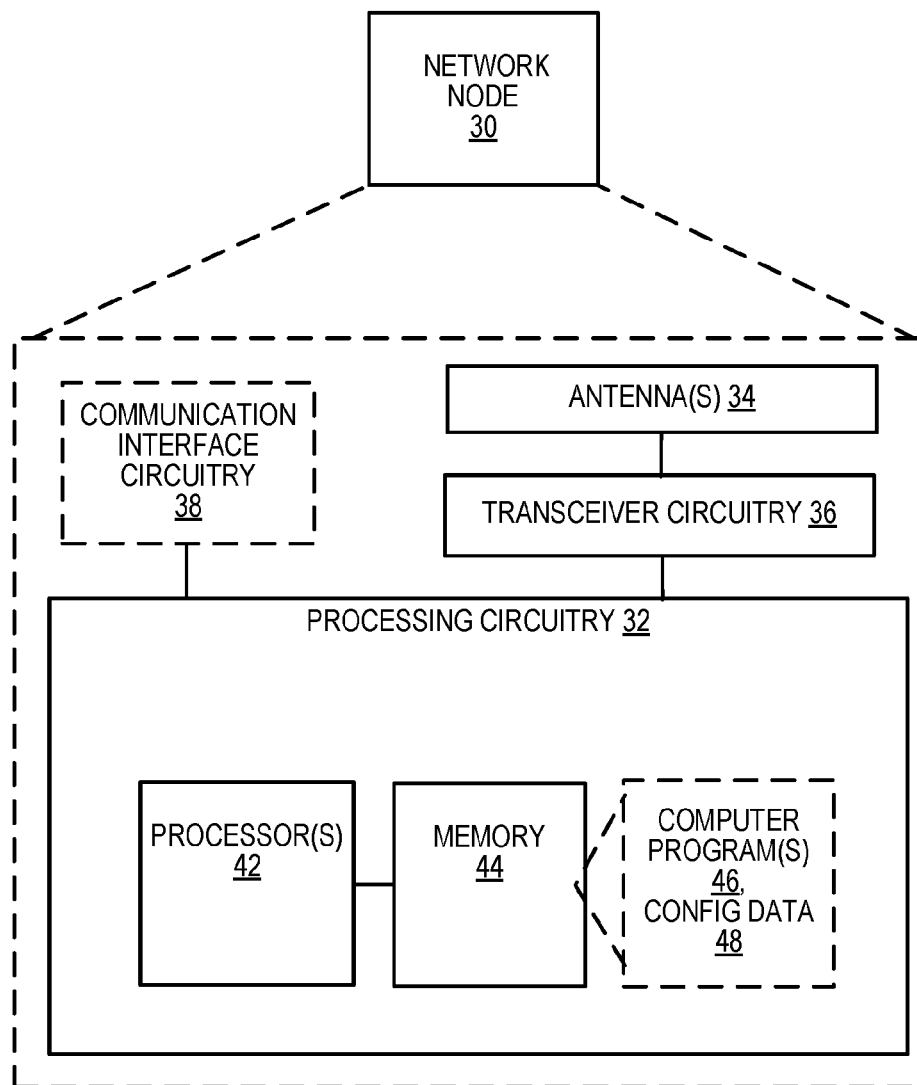 NETWORK
NODE
30
ANTENNA(S) 34
COMMUNICATION
INTERFACE
CIRCUITRY
38
TRANSCEIVER CIRCUITRY 36
PROCESSING CIRCUITRY 32
PROCESSOR(S)
42
MEMORY
44
COMPUTER
PROGRAM(S)
46,
CONFIG DATA
48